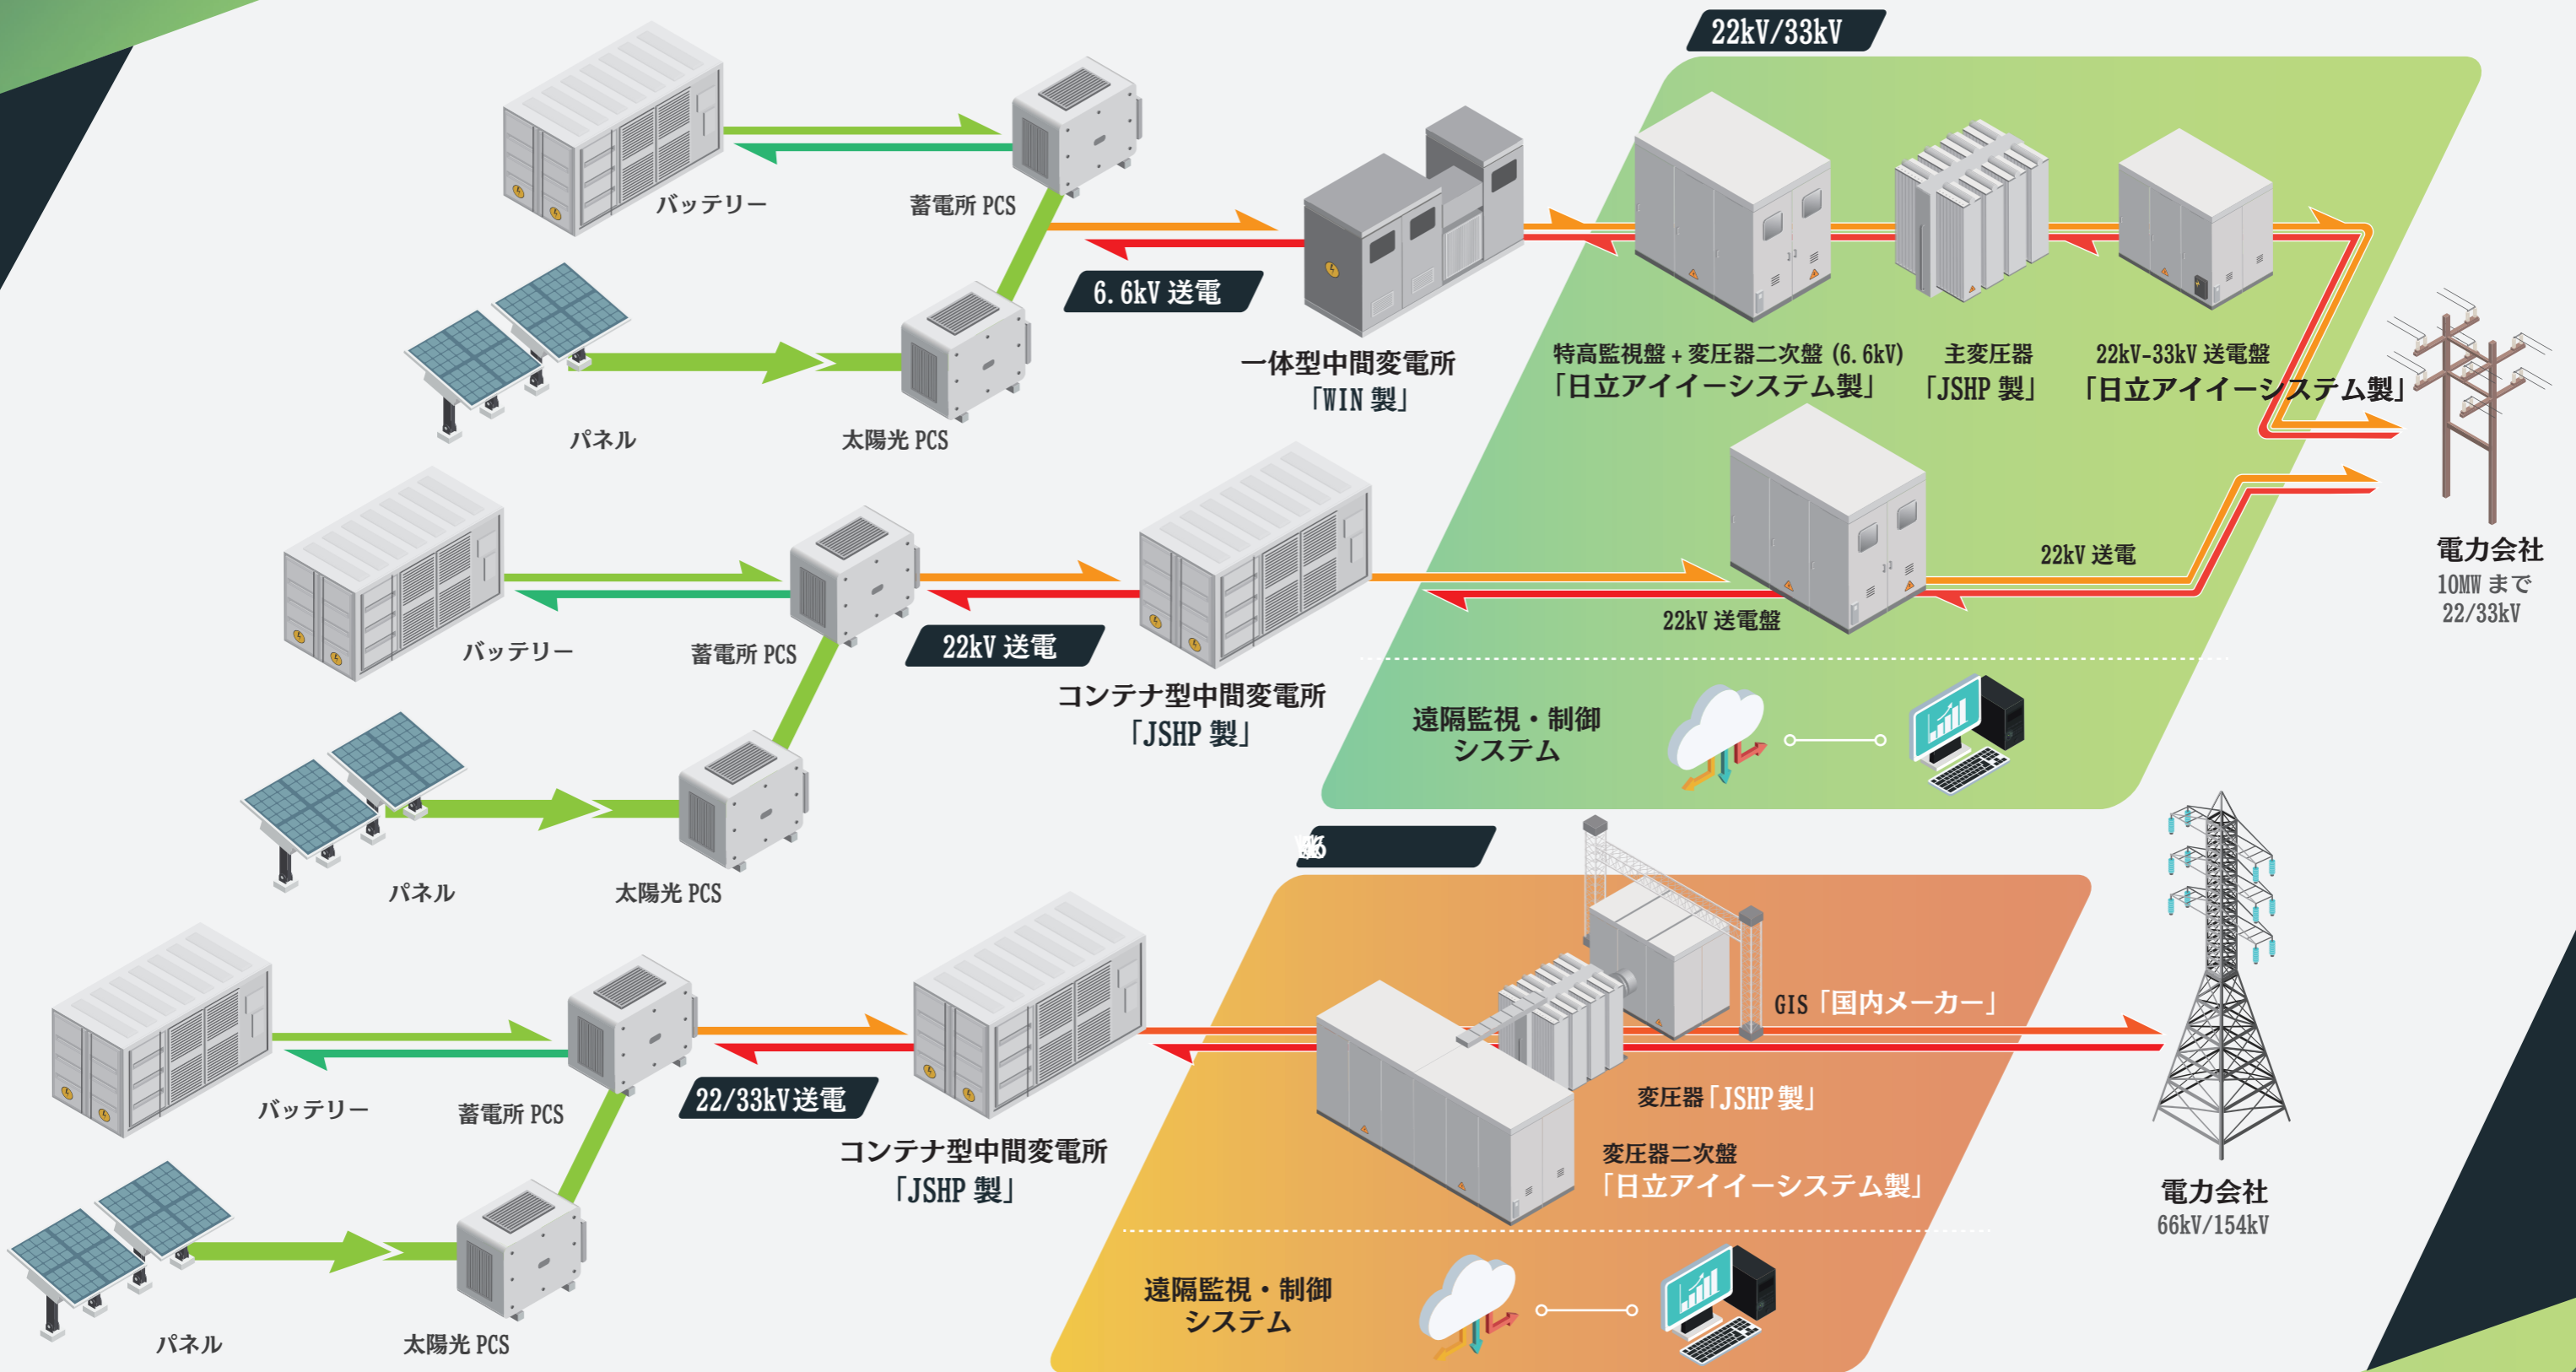 22kV/33kV
バッテリー
蓄電所 PCS
6.6kV 送電
パネル
太陽光 PCS
一体型中間変電所
「WIN 製」
特高監視盤 + 変圧器二次盤 (6.6kV)
「日立アイイーシステム製」
主変圧器
「JSHP 製」
22kV-33kV 送電盤
「日立アイイーシステム製」
バッテリー
蓄電所 PCS
22kV 送電
パネル
太陽光 PCS
コンテナ型中間変電所
「JSHP 製」
22kV 送電盤
22kV 送電
電力会社
10MW まで
22/33kV
遠隔監視・制御
システム
バッテリー
蓄電所 PCS
22/33kV送電
パネル
太陽光 PCS
コンテナ型中間変電所
「JSHP 製」
GIS「国内メーカー」
変圧器「JSHP 製」
変圧器二次盤
「日立アイイーシステム製」
電力会社
66kV/154kV
遠隔監視・制御
システム